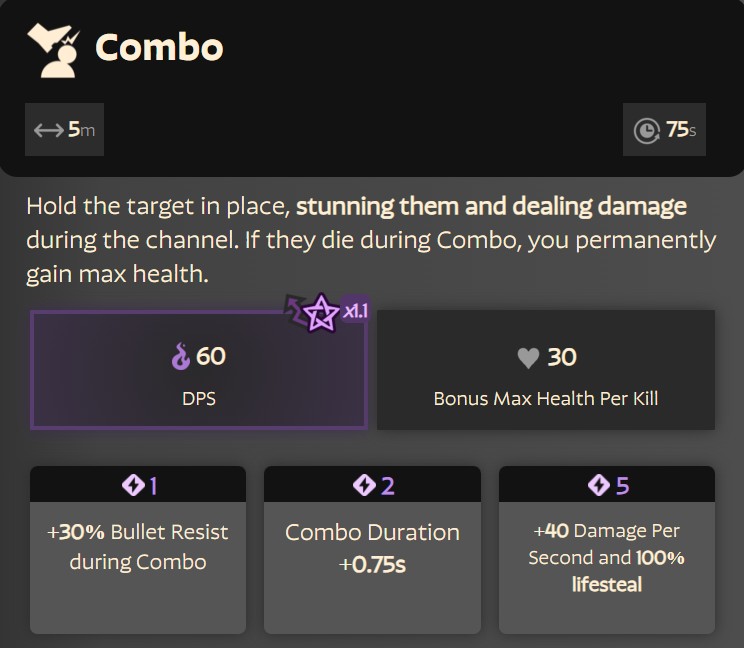 Combo
5m
75s
Hold the target in place, stunning them and dealing damage
during the channel. If they die during Combo, you permanently
gain max health.
x1.1
60
DPS
30
Bonus Max Health Per Kill
1
+30% Bullet Resist
during Combo
2
Combo Duration
+0.75s
5
+40 Damage Per
Second and 100%
lifesteal